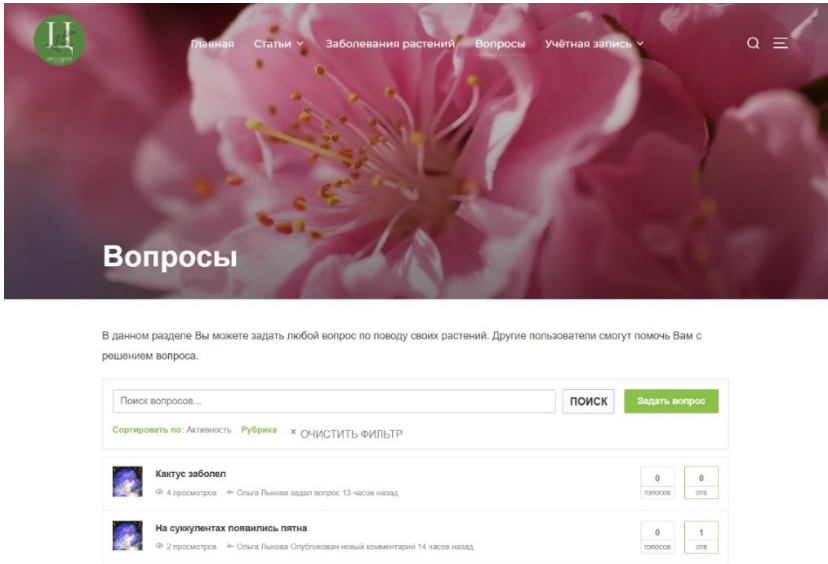 Ц
Главная Статьи Заболевания растений Вопросы Учётная запись
Вопросы
В данном разделе Вы можете задать любой вопрос по поводу своих растений. Другие пользователи смогут помочь Вам с
решением вопроса.
Поиск вопросов... ПОИСК Задать вопрос
Сортировать по: Активность Рубрика × ОЧИСТИТЬ ФИЛЬТР
Кактус заболел
4 просмотров Ольга Лыкова задал вопрос 13 часов назад
0 голосов
0 отв
На суккулентах появились пятна
2 просмотров Ольга Лыкова Опубликован новый комментарий 14 часов назад
0 голосов
1 отв